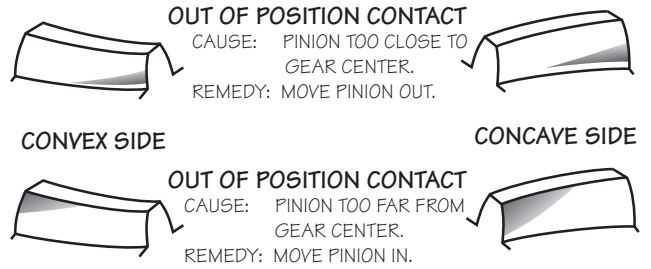 OUT OF POSITION CONTACT
CAUSE: PINION TOO CLOSE TO
GEAR CENTER.
REMEDY: MOVE PINION OUT.
CONVEX SIDE
CONCAVE SIDE
OUT OF POSITION CONTACT
CAUSE: PINION TOO FAR FROM
GEAR CENTER.
REMEDY: MOVE PINION IN.